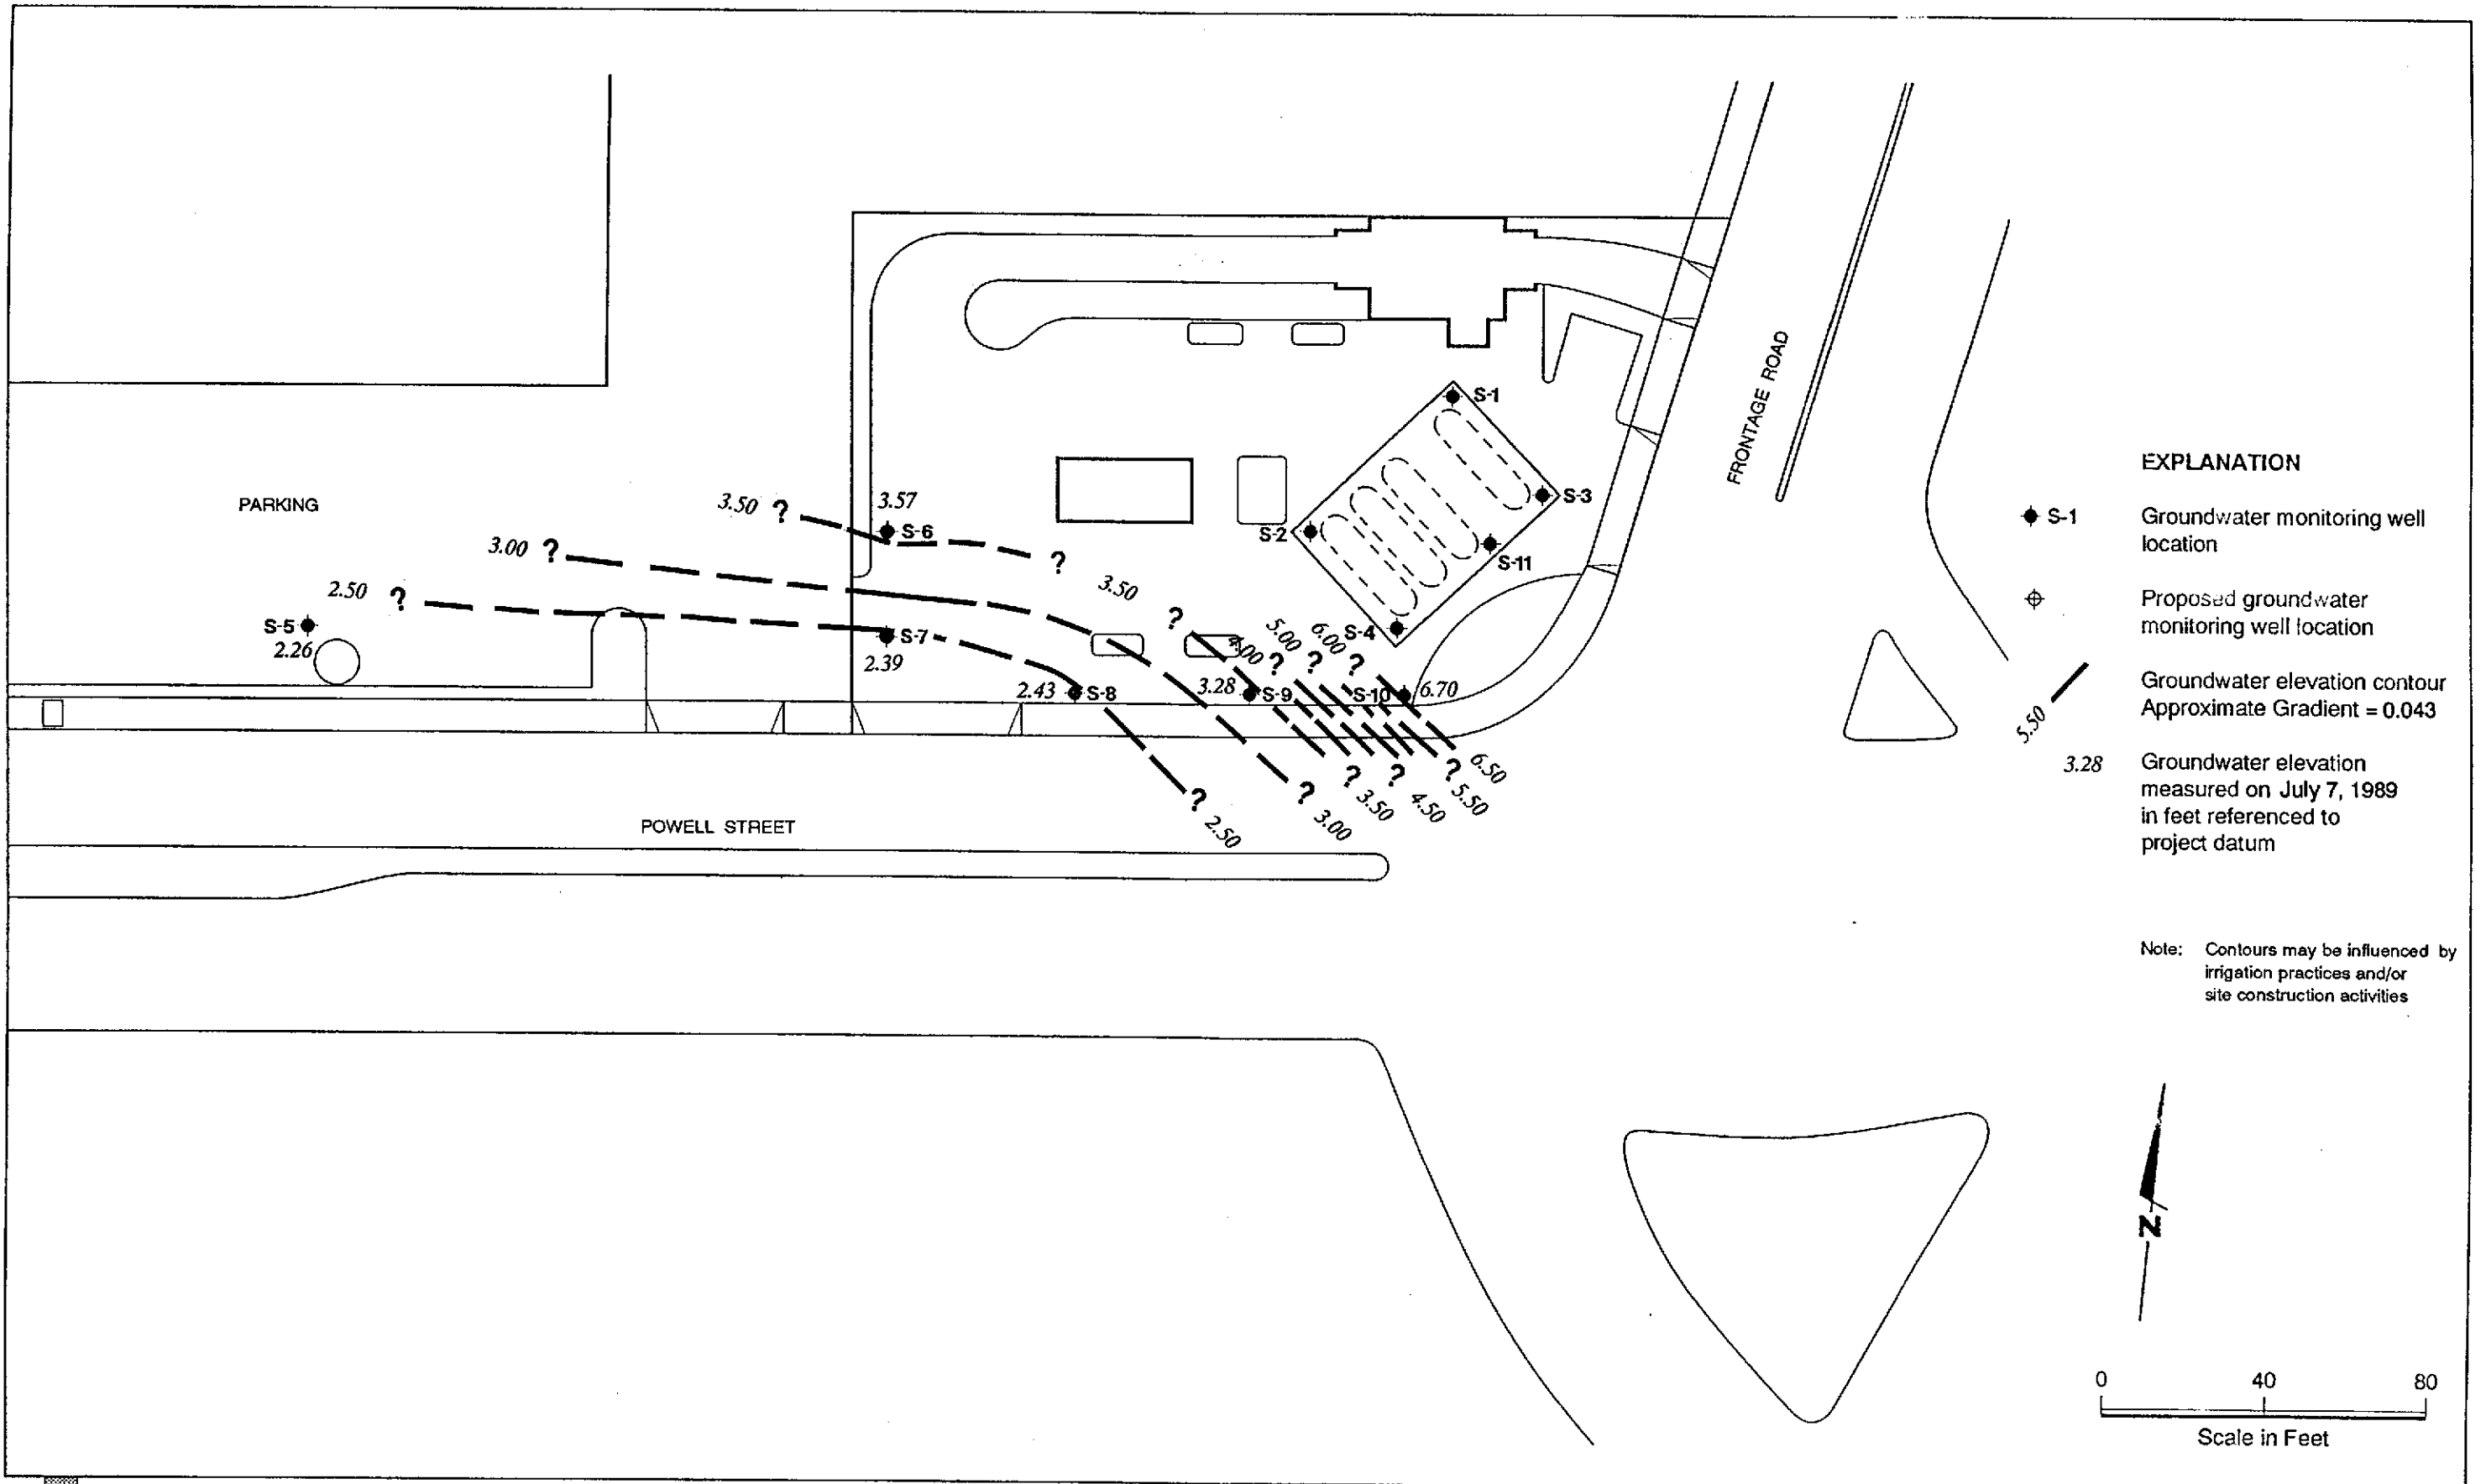 S-1
FRONTAGE ROAD
S-3
PARKING
3.50 ?
3.57
S-6
S-2
S-11
3.00 ?
?
3.50
2.50 ?
?
S-5
2.26
S-7
2.39
4.00 ?
5.00 ?
6.00 ?
S-4
2.43 S-8
3.28 S-9
S-10 6.70
? 2.50
? 3.00
? 3.50
? 4.50
? 5.50
6.50
POWELL STREET
EXPLANATION
S-1 Groundwater monitoring well
location
Proposed groundwater
monitoring well location
5.50 Groundwater elevation contour
Approximate Gradient = 0.043
3.28 Groundwater elevation
measured on July 7, 1989
in feet referenced to
project datum
Note: Contours may be influenced by
irrigation practices and/or
site construction activities
N
0 40 80
Scale in Feet